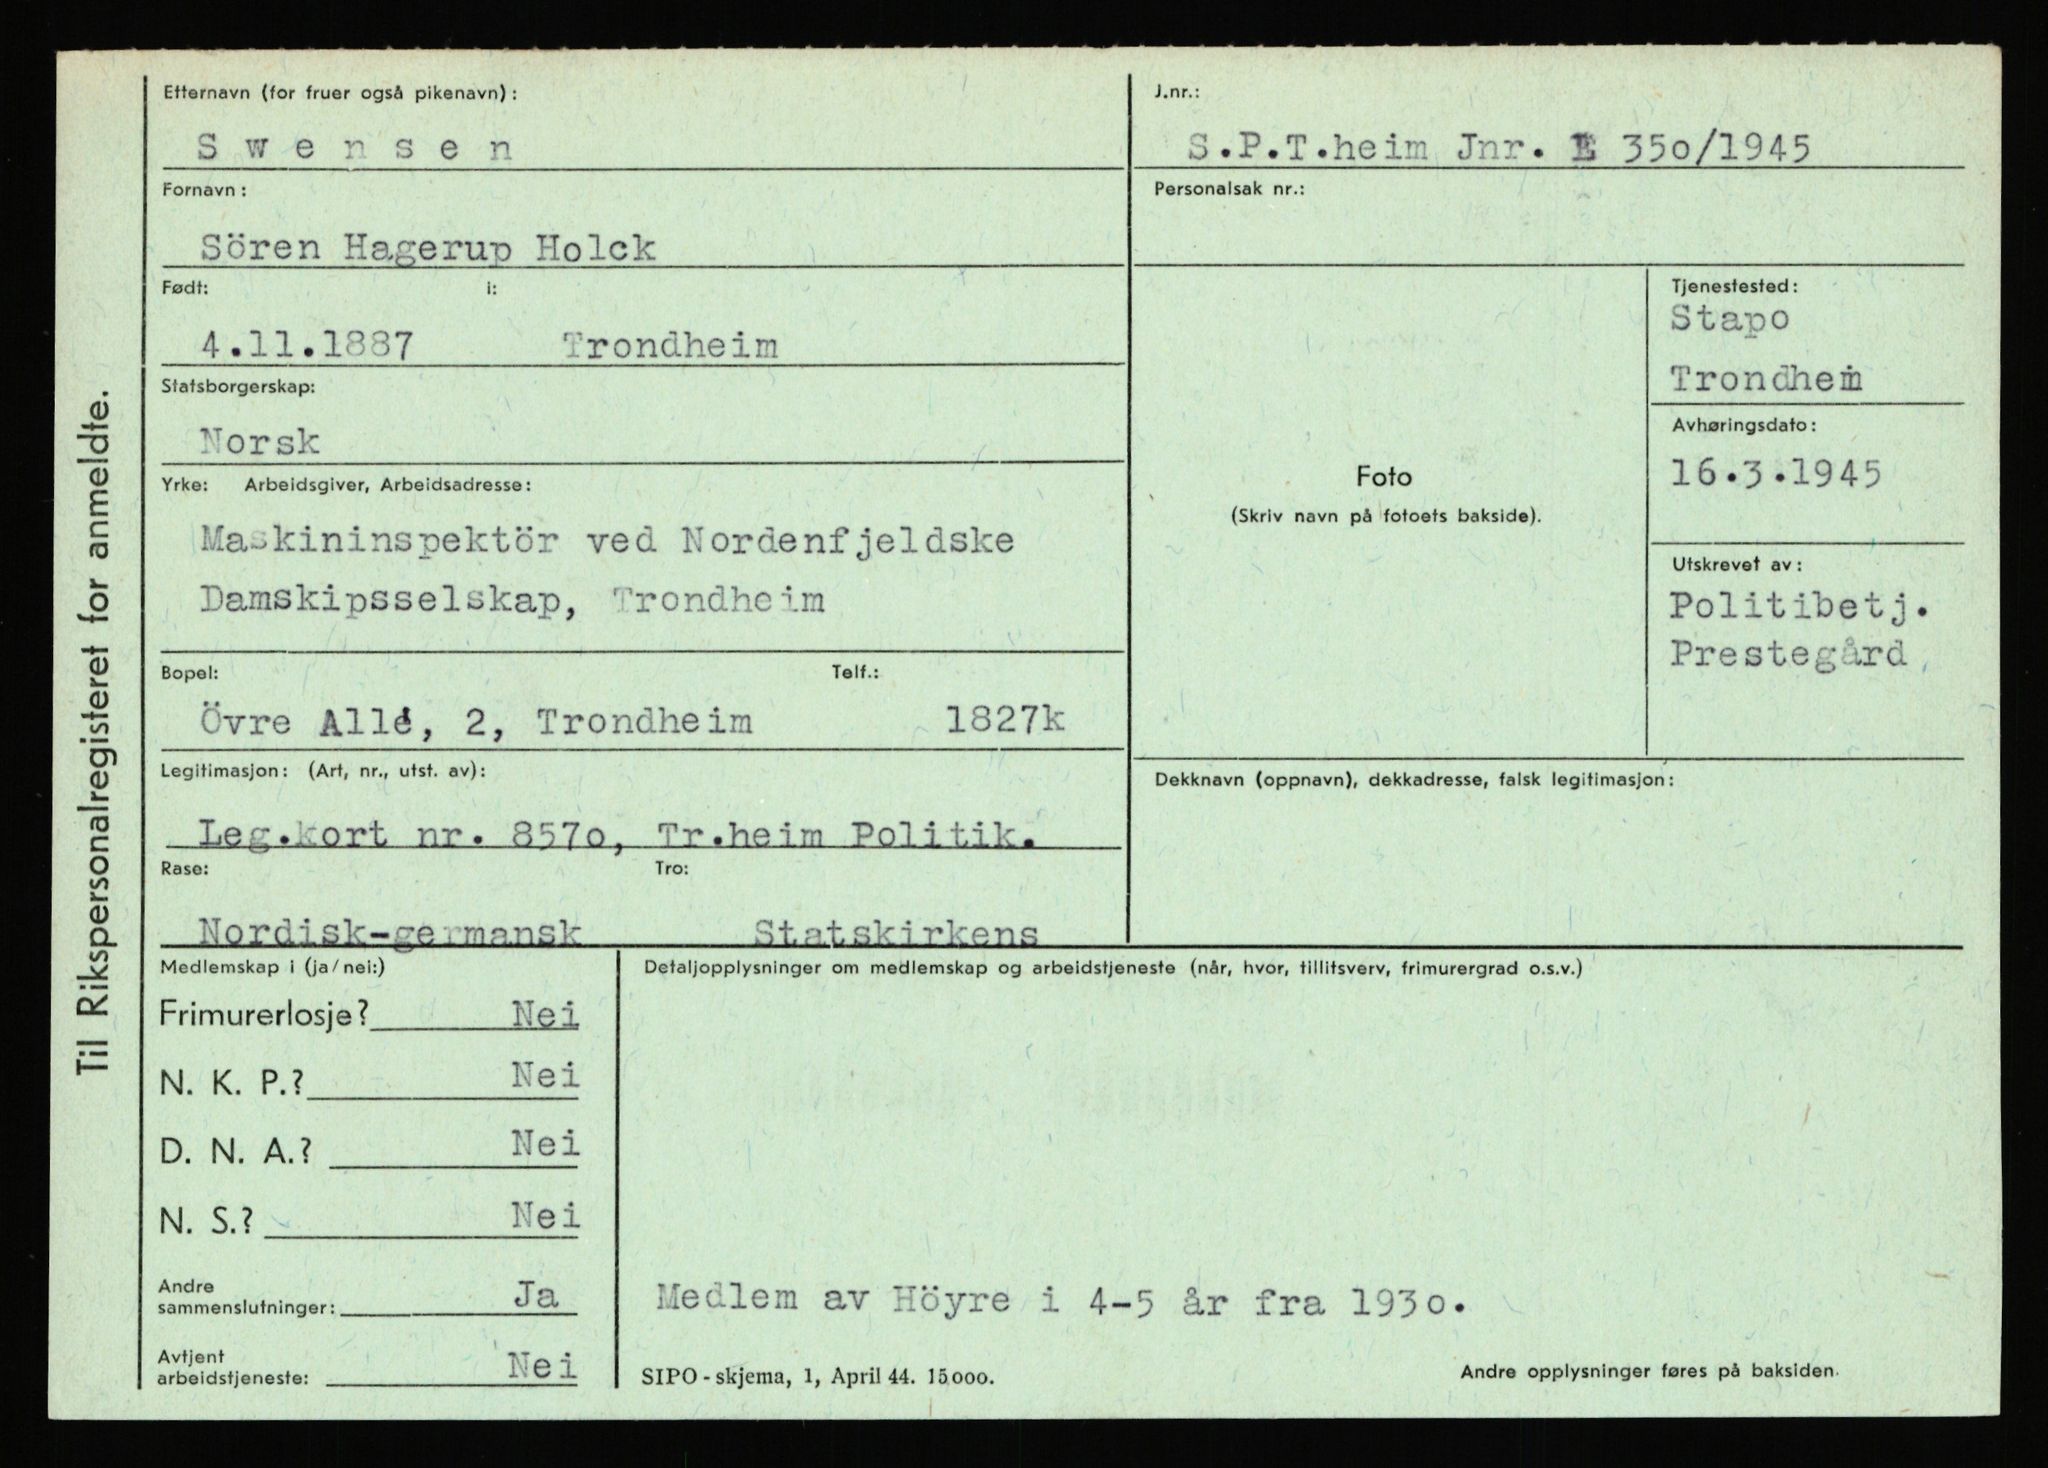 Til Rikspersonalregisteret for anmeldte.
Etternavn (for fruer også pikenavn):
Swensen
Fornavn:
Sören Hagerup Holck
Født: i:
4.11.1887 Trondheim
Statsborgerskap:
Norsk
Yrke: Arbeidsgiver, Arbeidsadresse:
Maskininspektör ved Nordenfjeldske
Damskipsselskap, Trondheim
Bopel: Telf.:
Övre Allé, 2, Trondheim 1827k
Legitimasjon: (Art, nr., utst. av):
Leg.kort nr. 8570, Tr.heim Politik.
Rase: Tro:
Nordisk-germansk Statskirkens
J.nr.:
S.P.T.heim Jnr. E 350/1945
Personalsak nr.:
Foto
(Skriv navn på fotoets bakside).
Tjenestested:
Stapo
Trondheim
Avhøringsdato:
16.3.1945
Utskrevet av:
Politibetj.
Prestegård
Dekknavn (oppnavn), dekkadresse, falsk legitimasjon:
Medlemskap i (ja/nei:)
Frimurerlosje? Nei
N. K. P.? Nei
D. N. A.? Nei
N. S.? Nei
Andre
sammenslutninger: Ja
Avtjent
arbeidstjeneste: Nei
Detaljopplysninger om medlemskap og arbeidstjeneste (når, hvor, tillitsverv, frimurergrad o.s.v.)
Medlem av Höyre i 4-5 år fra 1930.
SIPO-skjema, 1, April 44. 15000.
Andre opplysninger føres på baksiden.